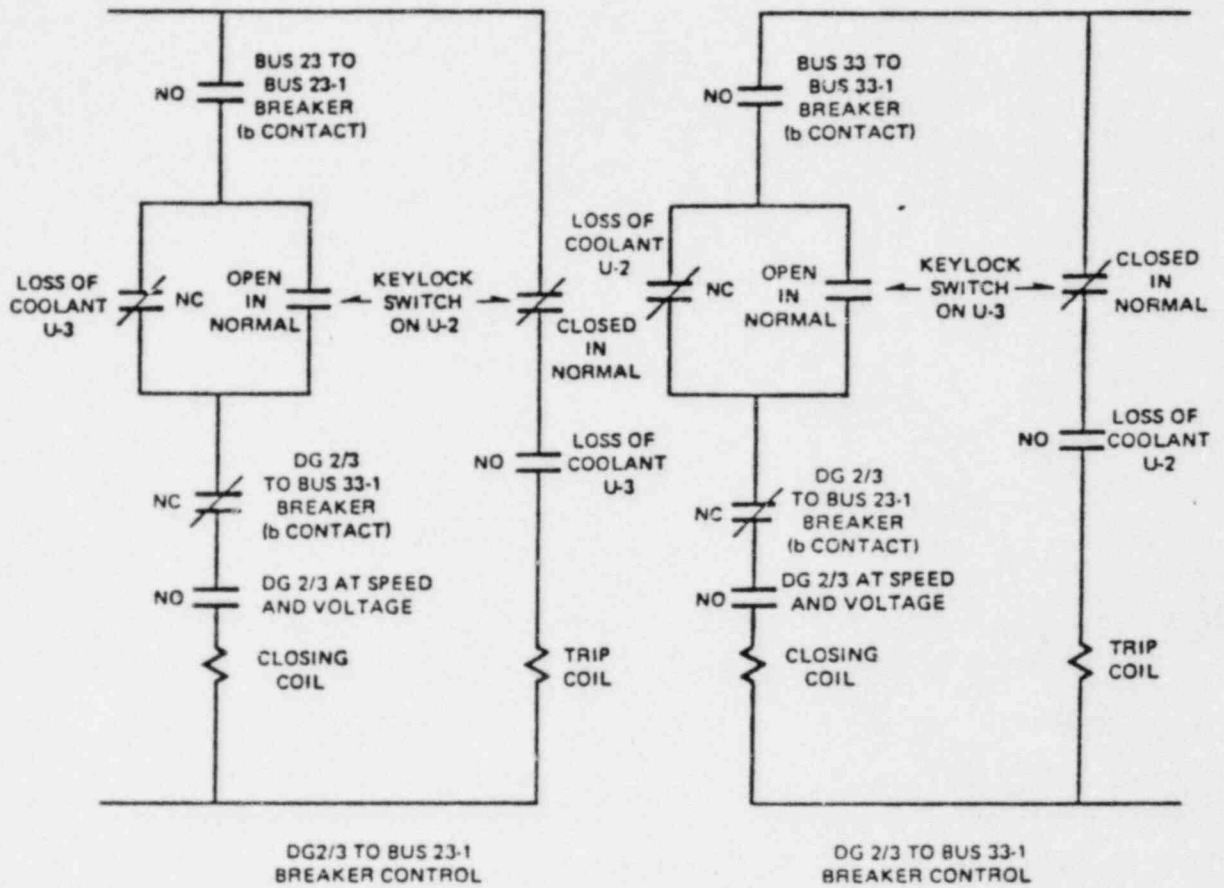 BUS 23 TO
BUS 23-1
BREAKER
(b CONTACT)
NO
LOSS OF
COOLANT
U-3
NC
OPEN
IN
NORMAL
KEYLOCK
SWITCH
ON U-2
CLOSED
IN
NORMAL
DG 2/3
TO BUS 33-1
BREAKER
(b CONTACT)
NC
NO
LOSS OF
COOLANT
U-3
NO
DG 2/3 AT SPEED
AND VOLTAGE
CLOSING
COIL
TRIP
COIL
DG2/3 TO BUS 23-1
BREAKER CONTROL
BUS 33 TO
BUS 33-1
BREAKER
(b CONTACT)
NO
LOSS OF
COOLANT
U-2
NC
OPEN
IN
NORMAL
KEYLOCK
SWITCH
ON U-3
CLOSED
IN
NORMAL
NO
LOSS OF
COOLANT
U-2
DG 2/3
TO BUS 23-1
BREAKER
(b CONTACT)
NC
NO
DG 2/3 AT SPEED
AND VOLTAGE
CLOSING
COIL
TRIP
COIL
DG 2/3 TO BUS 33-1
BREAKER CONTROL